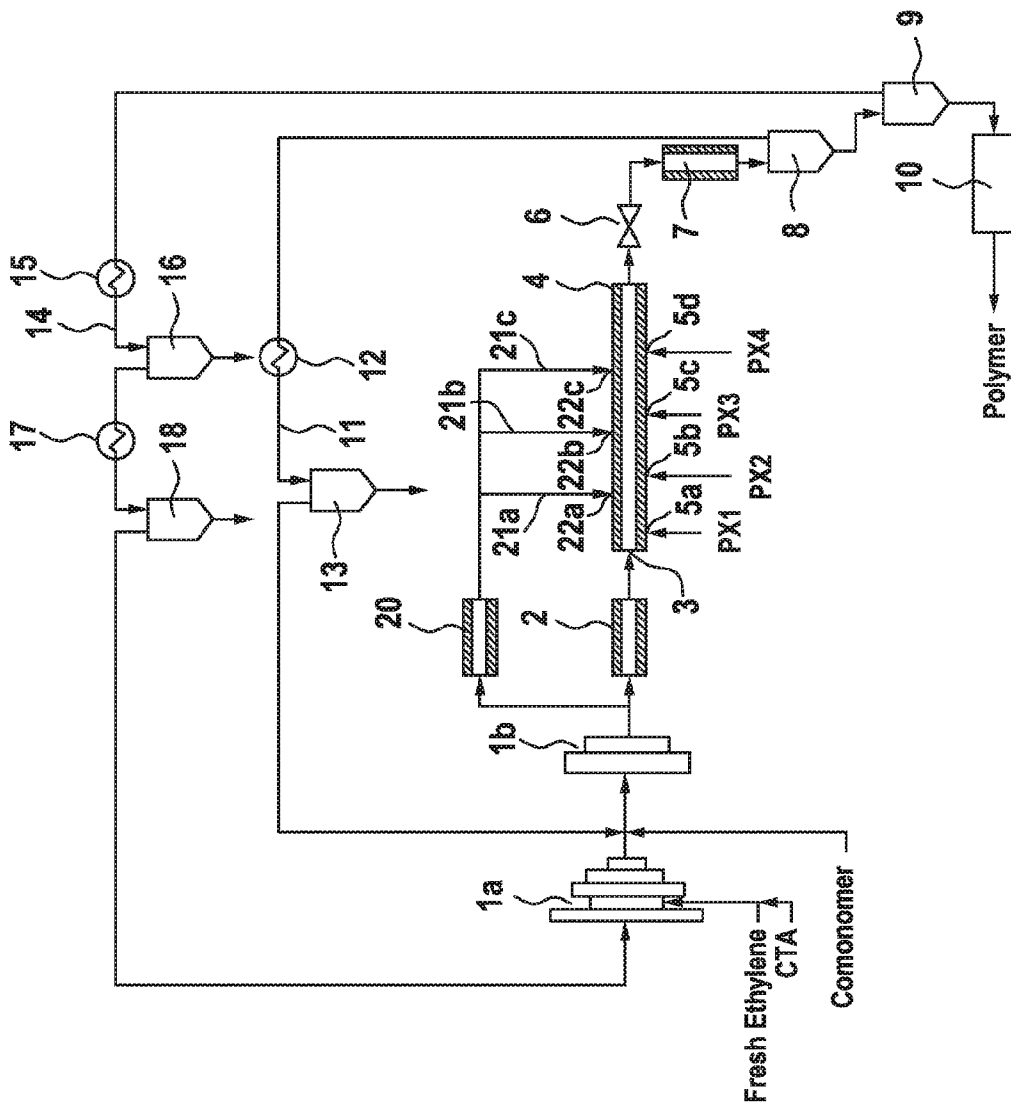 15
14
16
17
18
12
11
13
20
21a
21b
21c
22a
22b
22c
4
6
7
8
9
10
2
3
5a
5b
5c
5d
PX1
PX2
PX3
PX4
Polymer
1a
1b
Fresh Ethylene
CTA
Comonomer